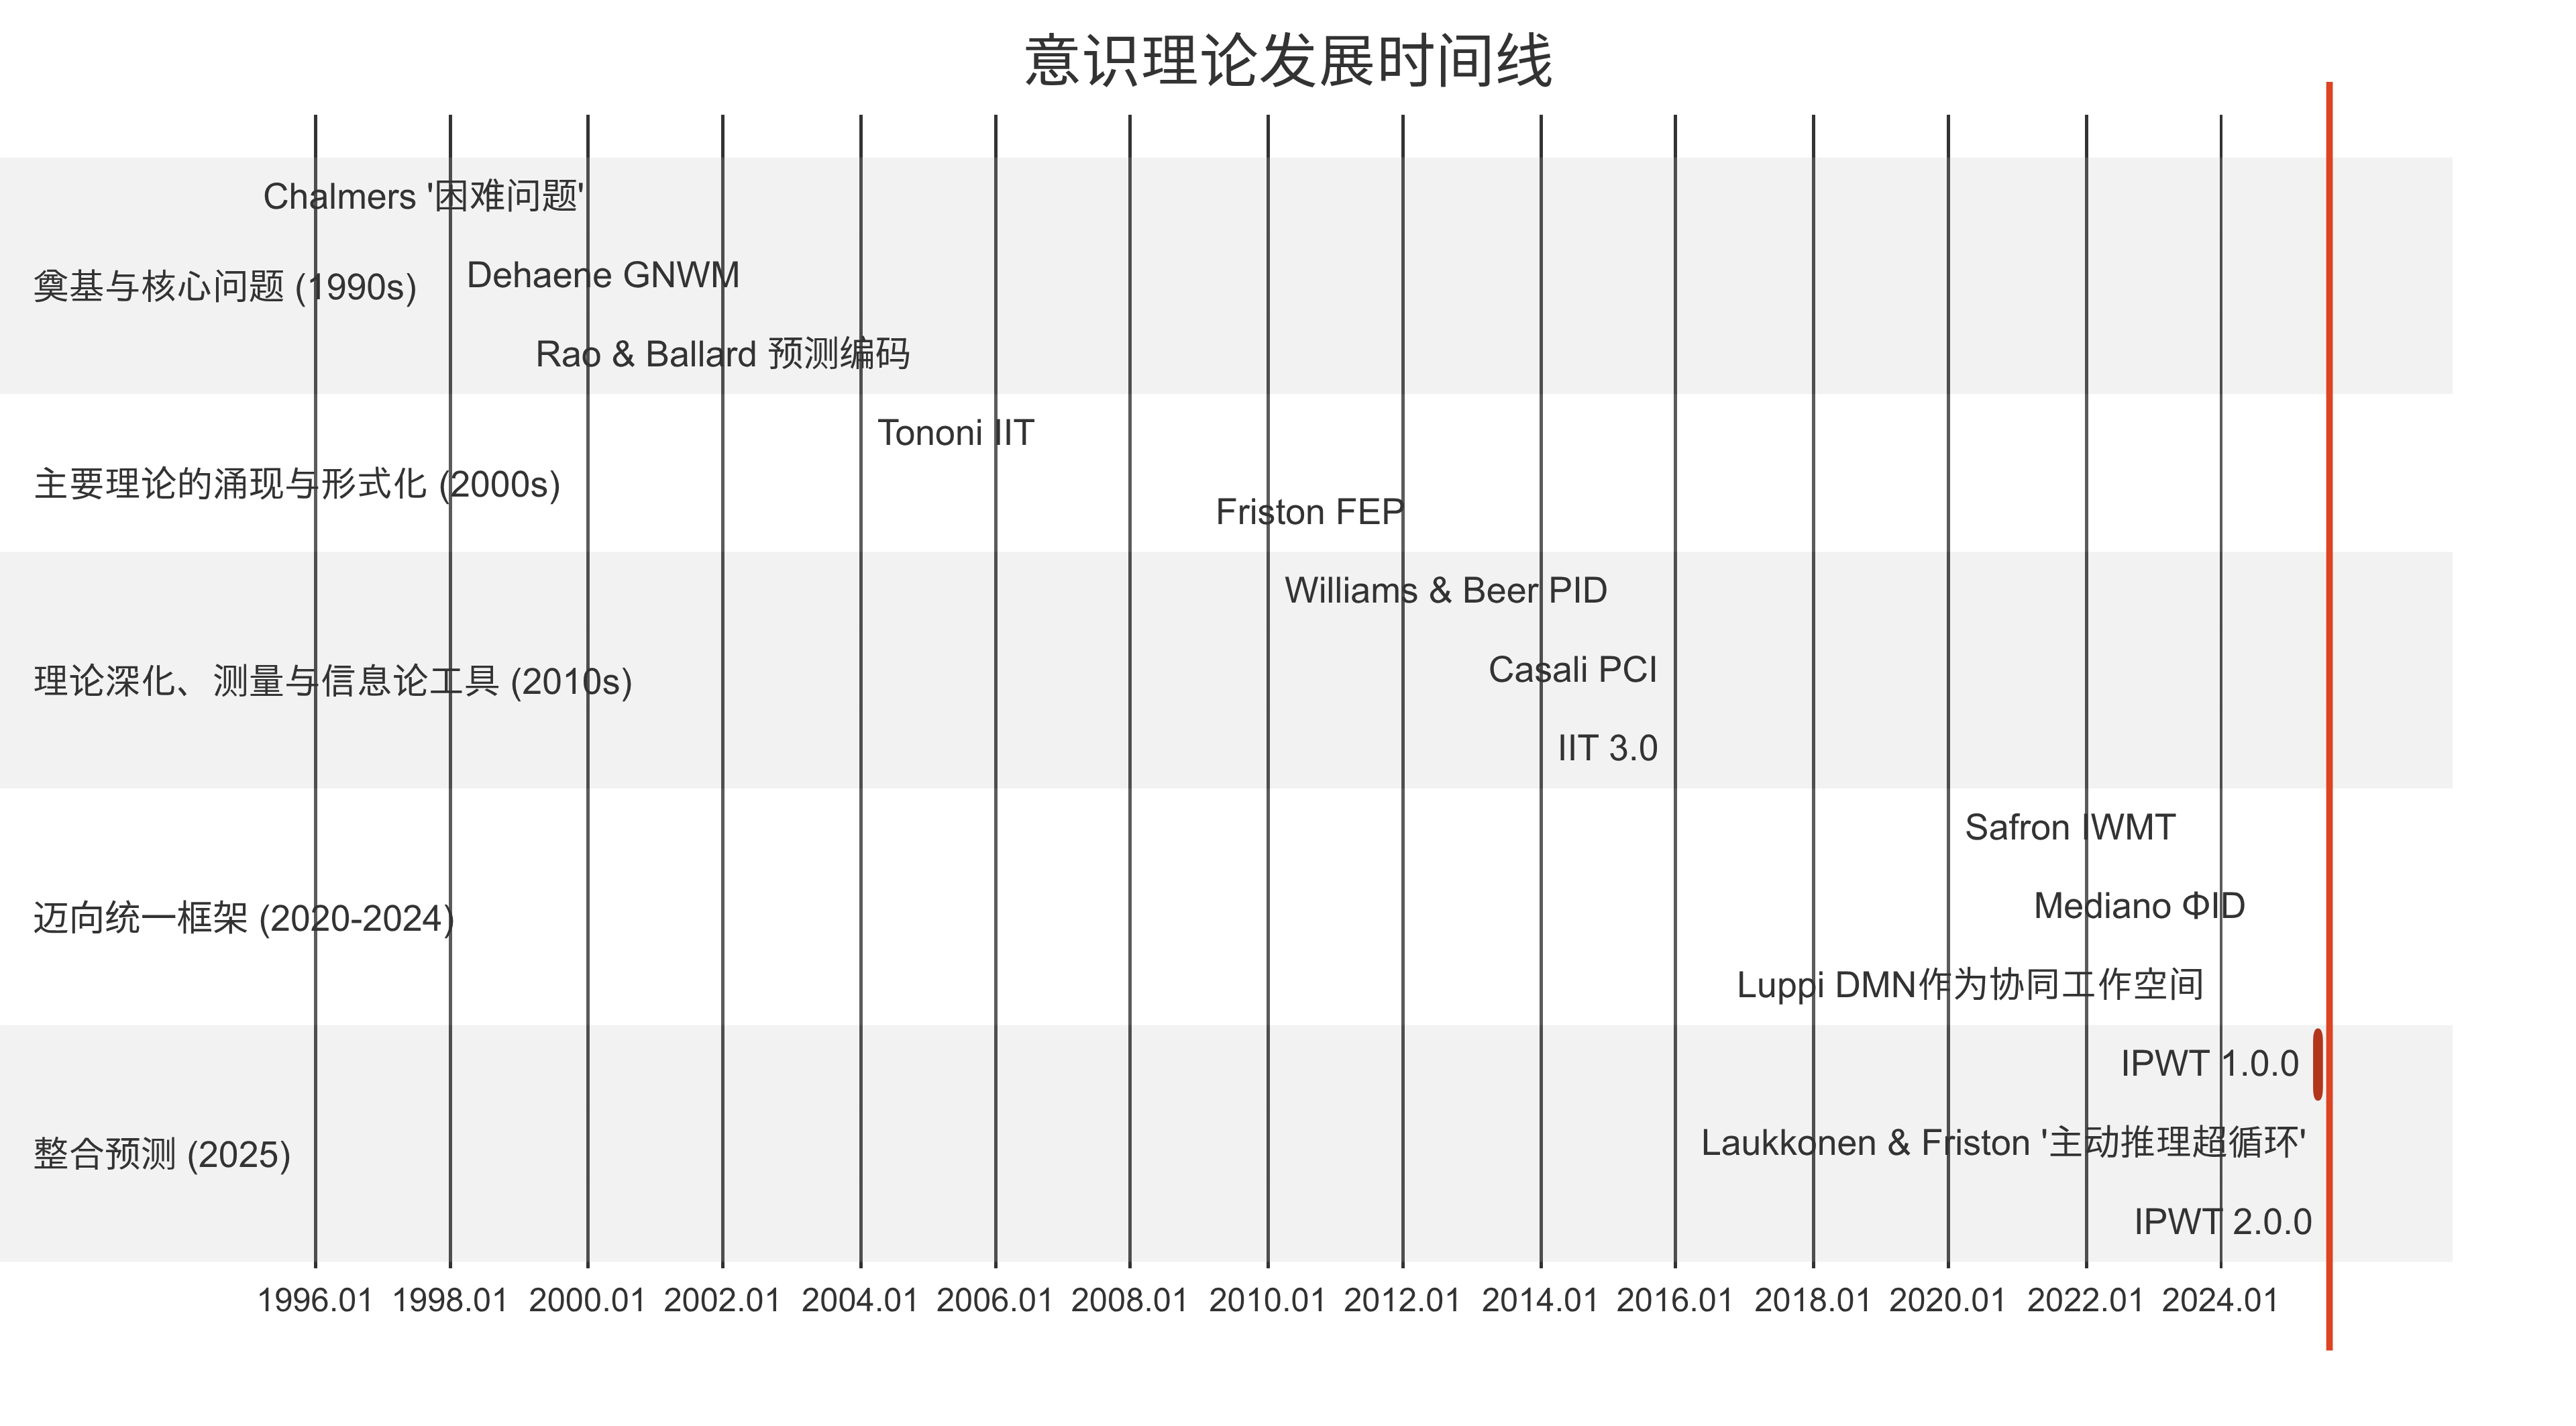 意识理论发展时间线
Chalmers '困难问题'
奠基与核心问题 (1990s)
Dehaene GNWM
Rao & Ballard 预测编码
Tononi IIT
主要理论的涌现与形式化 (2000s)
Friston FEP
Williams & Beer PID
理论深化、测量与信息论工具 (2010s)
Casali PCI
IIT 3.0
Safron IWMT
迈向统一框架 (2020-2024)
Mediano ΦID
Luppi DMN作为协同工作空间
IPWT 1.0.0
整合预测 (2025)
Laukkonen & Friston '主动推理超循环'
IPWT 2.0.0
1996.01 1998.01 2000.01 2002.01 2004.01 2006.01 2008.01 2010.01 2012.01 2014.01 2016.01 2018.01 2020.01 2022.01 2024.01